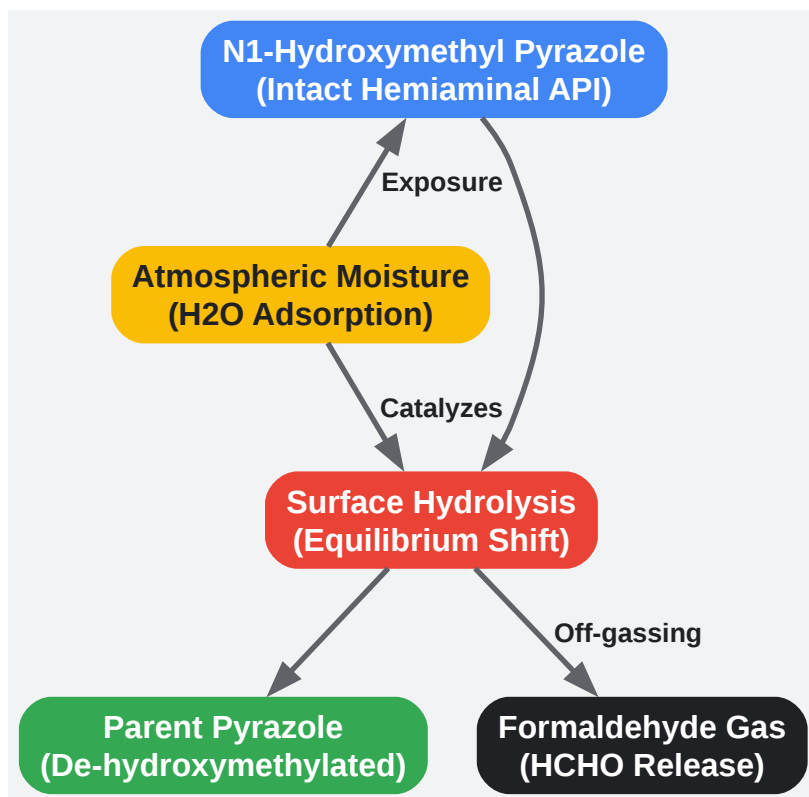 N1-Hydroxymethyl Pyrazole
(Intact Hemiaminal API)
Exposure
Atmospheric Moisture
(H2O Adsorption)
Catalyzes
Surface Hydrolysis
(Equilibrium Shift)
Off-gassing
Parent Pyrazole
(De-hydroxymethylated)
Formaldehyde Gas
(HCHO Release)